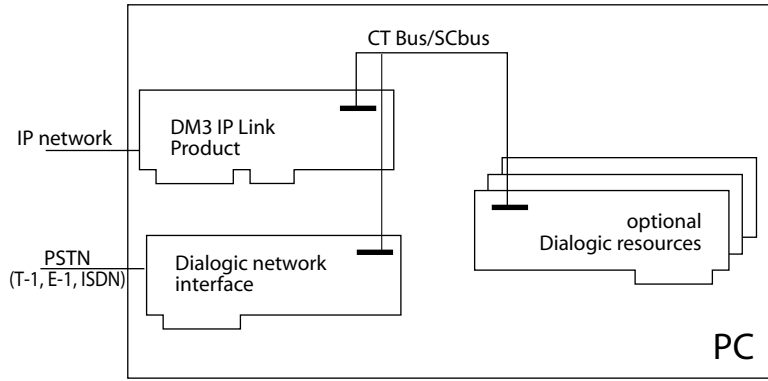 CT Bus/SCbus
DM3 IP Link
Product
IP network
optional
Dialogic resources
PSTN
(T-1, E-1, ISDN)
Dialogic network
interface
PC